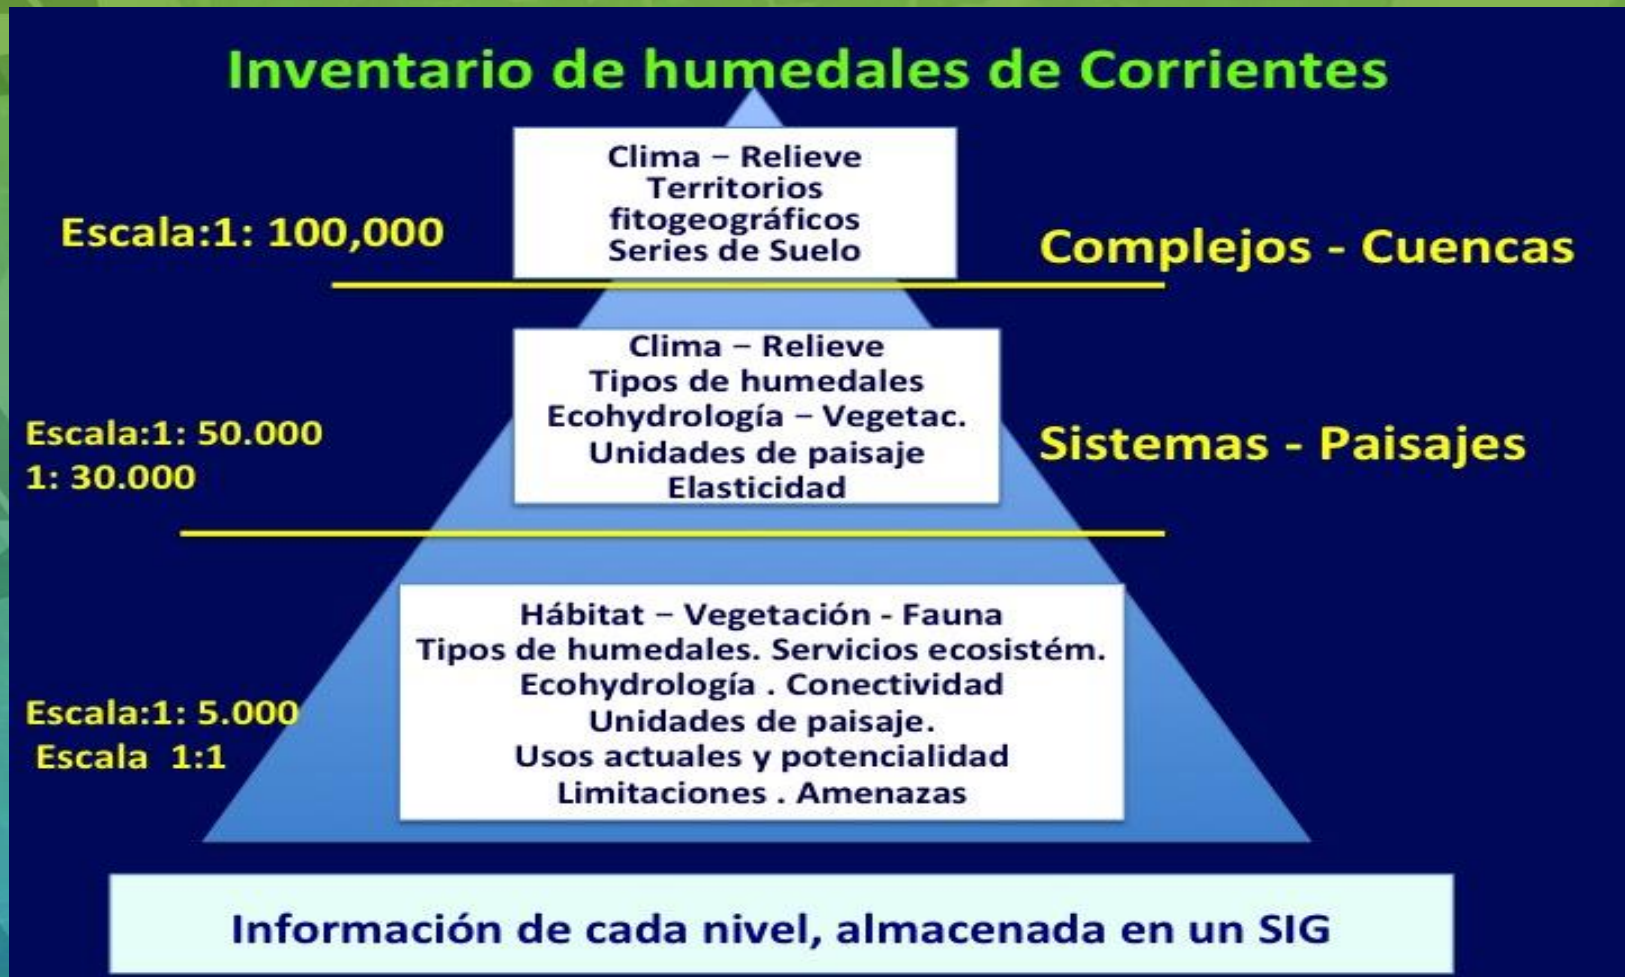 Inventario de humedales de Corrientes
Clima – Relieve
Territorios
fitogeográficos
Series de Suelo
Escala:1: 100,000
Complejos - Cuencas
Clima – Relieve
Tipos de humedales
Ecohydrología – Vegetac.
Unidades de paisaje
Elasticidad
Escala:1: 50.000
1: 30.000
Sistemas - Paisajes
Hábitat – Vegetación - Fauna
Tipos de humedales. Servicios ecosistém.
Ecohydrología . Conectividad
Unidades de paisaje.
Usos actuales y potencialidad
Limitaciones . Amenazas
Escala:1: 5.000
Escala 1:1
Información de cada nivel, almacenada en un SIG